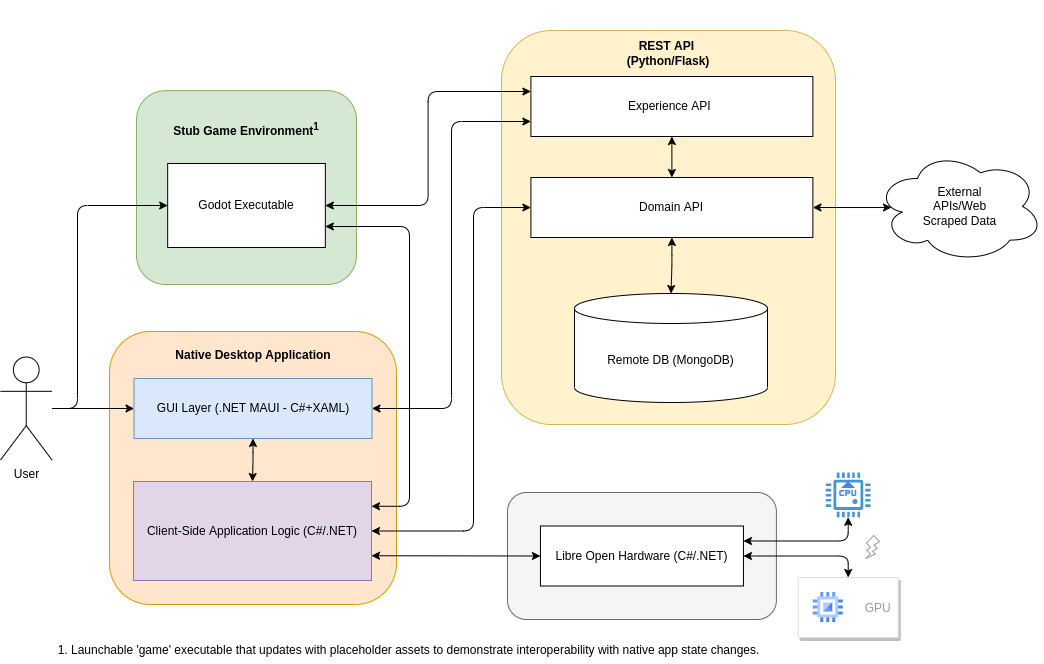 REST API
(Python/Flask)
Experience API
Stub Game Environment1
Godot Executable
Domain API
External
APIs/Web
Scraped Data
Native Desktop Application
Remote DB (MongoDB)
GUI Layer (.NET MAUI - C#+XAML)
User
CPU
Client-Side Application Logic (C#/.NET)
Libre Open Hardware (C#/.NET)
GPU
1. Launchable 'game' executable that updates with placeholder assets to demonstrate interoperability with native app state changes.